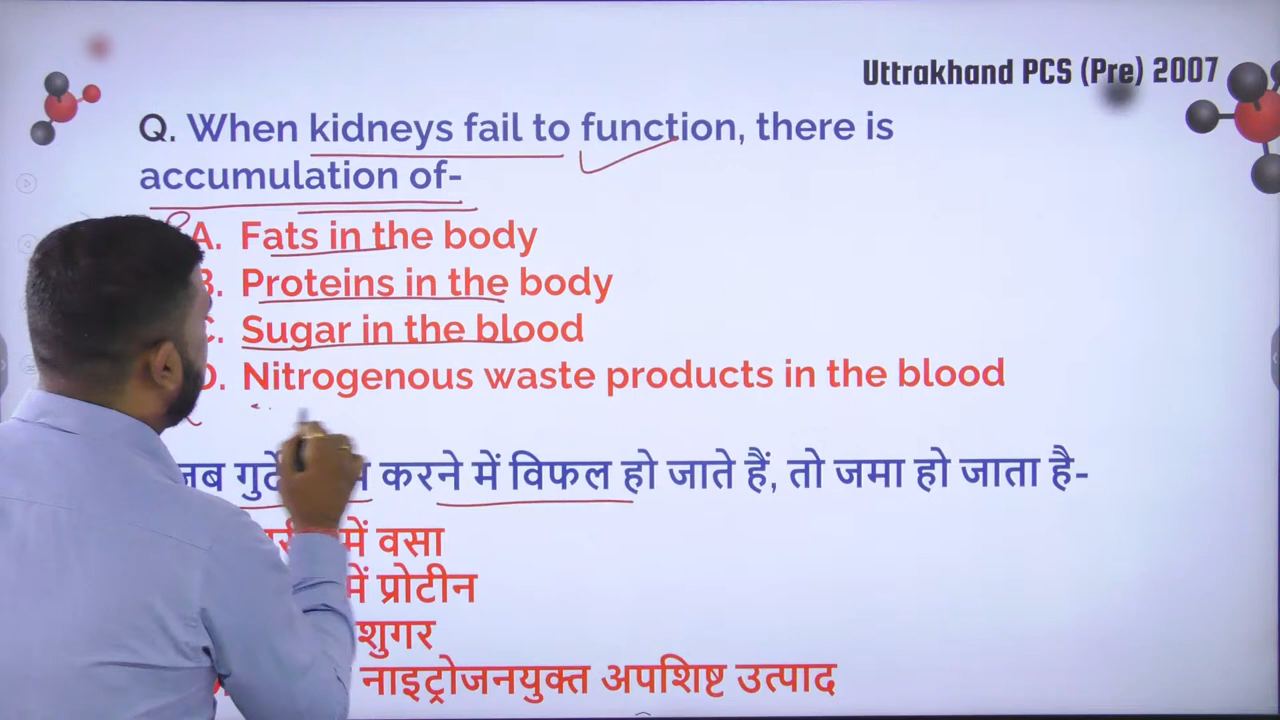 Uttrakhand PCS (Pre) 2007
Q. When kidneys fail to function, there is
accumulation of-
A. Fats in the body
B. Proteins in the body
C. Sugar in the blood
D. Nitrogenous waste products in the blood
करने में विफल हो जाते हैं, तो जमा हो जाता है-
में वसा
में प्रोटीन
शुगर
नाइट्रोजनयुक्त अपशिष्ट उत्पाद